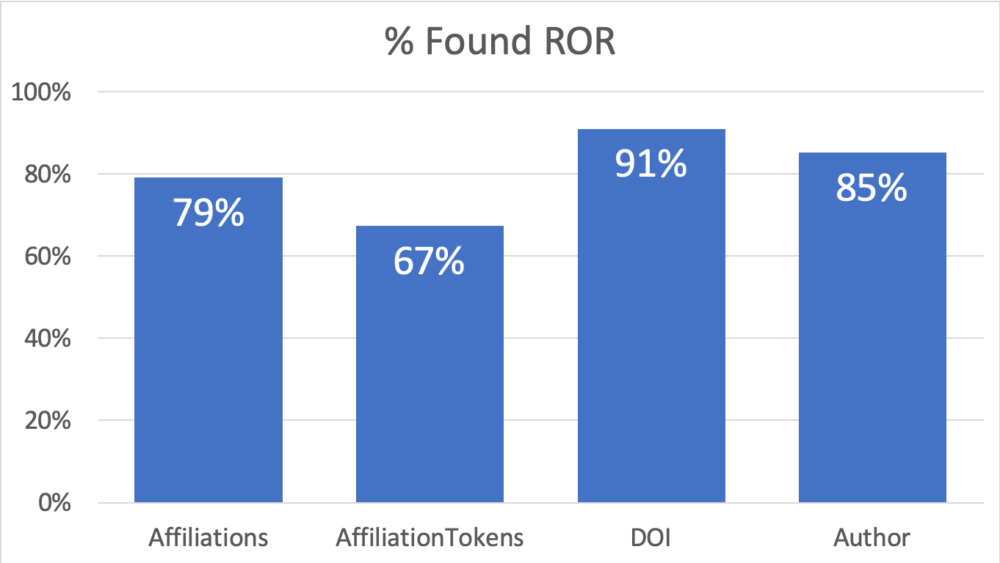 % Found ROR
100%
80%
60%
40%
20%
0%
79%
67%
91%
85%
Affiliations
AffiliationTokens
DOI
Author